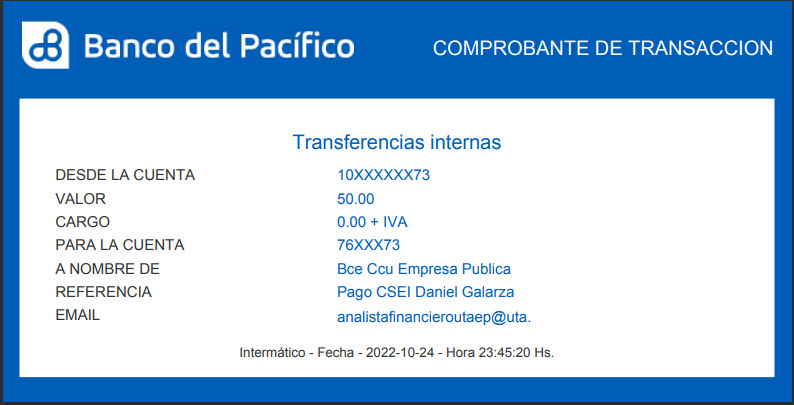 Banco del Pacífico
COMPROBANTE DE TRANSACCION
Transferencias internas
DESDE LA CUENTA 10XXXXXX73
VALOR 50.00
CARGO 0.00 + IVA
PARA LA CUENTA 76XXX73
A NOMBRE DE Bce Ccu Empresa Publica
REFERENCIA Pago CSEI Daniel Galarza
EMAIL analistafinancieroutaep@uta.
Intermático - Fecha - 2022-10-24 - Hora 23:45:20 Hs.